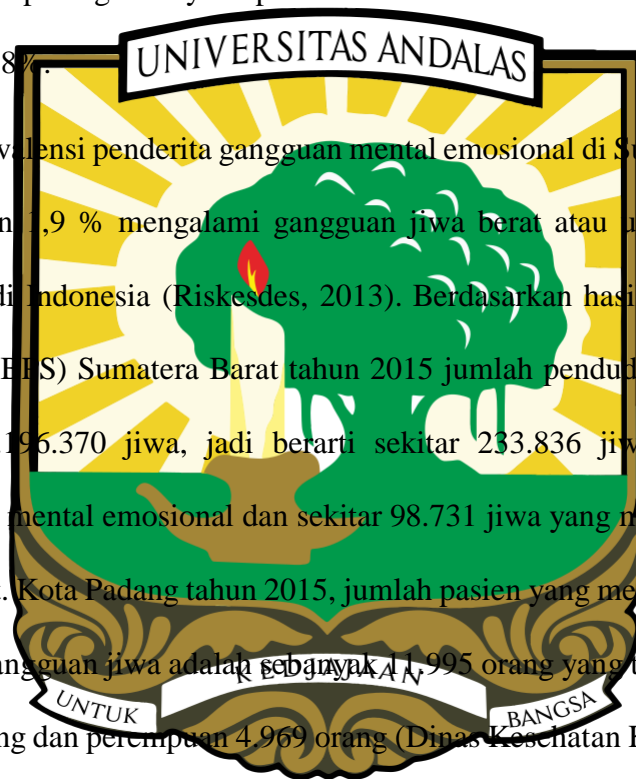 8%.
UNIVERSITAS ANDALAS
valensi penderita gangguan mental emosional di Su
n 1,9 % mengalami gangguan jiwa berat atau u
di Indonesia (Riskesdes, 2013). Berdasarkan hasi
(BPS) Sumatera Barat tahun 2015 jumlah pendud
.196.370 jiwa, jadi berarti sekitar 233.836 jiw
mental emosional dan sekitar 98.731 jiwa yang m
. Kota Padang tahun 2015, jumlah pasien yang me
angguan jiwa adalah sebanyak 11.995 orang yang t
KEDJAJAAN
UNTUK
BANGSA
ng dan perempuan 4.969 orang (Dinas Kesehatan